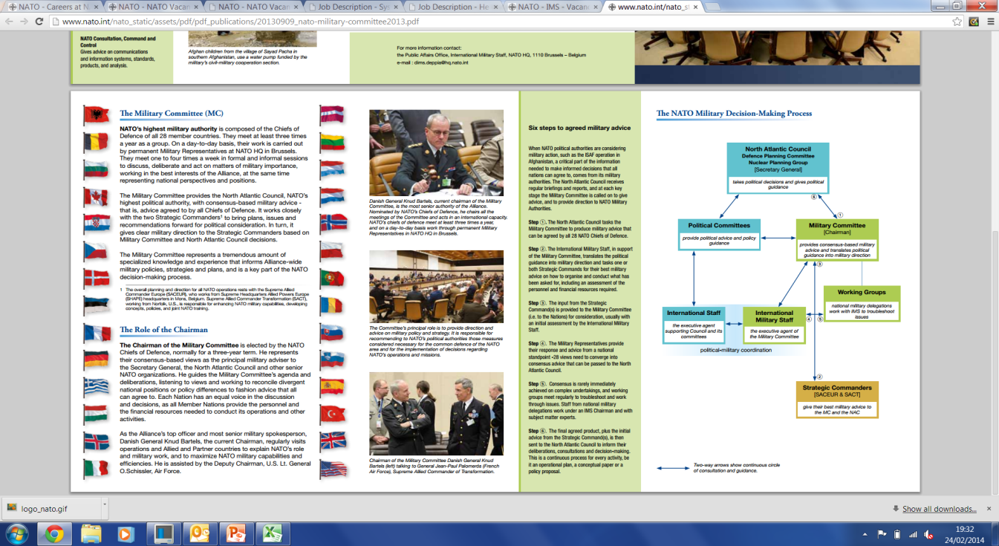 NATO - Careers at N
NATO - NATO Vacan
NATO - NATO Vacan
Job Description - Sys
Job Description - He
NATO - IMS - Vacanc
www.nato.int/nato_st
www.nato.int/nato_static/assets/pdf/pdf_publications/20130909_nato-military-committee2013.pdf
NATO Consultation, Command and
Control
Gives advice on communications
and information systems, standards,
products, and analysis.
Afghan children from the village of Sayad Pacha in
southern Afghanistan, use a water pump funded by the
military's civil-military cooperation section.
For more information contact:
the Public Affairs Office, International Military Staff, NATO HQ, 1110 Brussels – Belgium
e-mail : dims.deppia@hq.nato.int
The Military Committee (MC)
NATO's highest military authority is composed of the Chiefs of
Defence of all 28 member countries. They meet at least three times
a year as a group. On a day-to-day basis, their work is carried out
by permanent Military Representatives at NATO HQ in Brussels.
They meet one to four times a week in formal and informal sessions
to discuss, deliberate and act on matters of military importance,
working in the best interests of the Alliance, at the same time
representing national perspectives and positions.
The Military Committee provides the North Atlantic Council, NATO's
highest political authority, with consensus-based military advice -
that is, advice agreed to by all Chiefs of Defence. It works closely
with the two Strategic Commanders¹ to bring plans, issues and
recommendations forward for political consideration. In turn, it
gives clear military direction to the Strategic Commanders based on
Military Committee and North Atlantic Council decisions.
The Military Committee represents a tremendous amount of
specialized knowledge and experience that informs Alliance-wide
military policies, strategies and plans, and is a key part of the NATO
decision-making process.
1 The overall planning and direction for all NATO operations rests with the Supreme Allied
Commander Europe (SACEUR), who works from Supreme Headquarters Allied Powers Europe
(SHAPE) headquarters in Mons, Belgium. Supreme Allied Commander Transformation (SACT),
working from Norfolk, U.S., is responsible for enhancing NATO military capabilities, developing
concepts, policies, and joint NATO training.
The Role of the Chairman
The Chairman of the Military Committee is elected by the NATO
Chiefs of Defence, normally for a three-year term. He represents
their consensus-based views as the principal military adviser to
the Secretary General, the North Atlantic Council and other senior
NATO organizations. He guides the Military Committee's agenda and
deliberations, listening to views and working to reconcile divergent
national positions or policy differences to fashion advice that all
can agree to. Each Nation has an equal voice in the discussion
and decisions, as all Member Nations provide the personnel and
the financial resources needed to conduct its operations and other
activities.
As the Alliance's top officer and most senior military spokesperson,
Danish General Knud Bartels, the current Chairman, regularly visits
operations and Allied and Partner countries to explain NATO's role
and military work, and to maximize NATO military capabilities and
efficiencies. He is assisted by the Deputy Chairman, U.S. Lt. General
O.Schissler, Air Force.
Danish General Knud Bartels, current chairman of the Military
Committee, is the most senior authority of the Alliance.
Nominated by NATO's Chiefs of Defence, he chairs all the
meetings of the Committee and acts in an international capacity.
NATO's chiefs of defence meet at least three times a year,
and on a day-to-day basis work through permanent Military
Representatives in NATO HQ in Brussels.
The Committee's principal role is to provide direction and
advice on military policy and strategy. It is responsible for
recommending to NATO's political authorities those measures
considered necessary for the common defence of the NATO
area and for the implementation of decisions regarding
NATO's operations and missions.
Chairman of the Military Committee Danish General Knud
Bartels (left) talking to General Jean-Paul Paloméros (French
Air Force), Supreme Allied Commander of Transformation.
Six steps to agreed military advice
When NATO political authorities are considering
military action, such as the ISAF operation in
Afghanistan, a critical part of the information
needed to make informed decisions that all
nations can agree to, comes from its military
authorities. The North Atlantic Council receives
regular briefings and reports, and at each key
stage the Military Committee is called on to give
advice, and to provide direction to NATO Military
Authorities.
Step ①. The North Atlantic Council tasks the
Military Committee to produce military advice that
can be agreed by all 28 NATO Chiefs of Defence.
Step ②. The International Military Staff, in support
of the Military Committee, translates the political
guidance into military direction and tasks one or
both Strategic Commands for their best military
advice on how to organise and conduct what has
been asked for, including an assessment of the
personnel and financial resources required.
Step ③. The input from the Strategic
Command(s) is provided to the Military Committee
(i.e. to the Nations) for consideration, usually with
an initial assessment by the International Military
Staff.
Step ④. The Military Representatives provide
their response and advice from a national
standpoint -28 views need to converge into
consensus advice that can be passed to the North
Atlantic Council.
Step ⑤. Consensus is rarely immediately
achieved on complex undertakings, and working
groups meet regularly to troubleshoot and work
through issues. Staff from national military
delegations work under an IMS Chairman and with
subject matter experts.
Step ⑥. The final agreed product, plus the initial
advice from the Strategic Command(s), is then
sent to the North Atlantic Council to inform their
deliberations, consultations and decision-making.
This is a continuous process for every activity, be
it an operational plan, a conceptual paper or a
policy proposal.
The NATO Military Decision-Making Process
North Atlantic Council
Defence Planning Committee
Nuclear Planning Group
[Secretary General]
takes political decisions and gives political
guidance
⑥
①
Political Committees
provide political advice and policy
guidance
Military Committee
[Chairman]
provides consensus-based military
advice and translates political
guidance into military direction
③
Working Groups
national military delegations
work with IMS to troubleshoot
issues
International Staff
the executive agent
supporting Council and its
committees
International
Military Staff
the executive agent of
the Military Committee
④ ⑤
political-military coordination
②
Strategic Commanders
[SACEUR & SACT]
give their best military advice to
the MC and the NAC
Two-way arrows show continuous circle
of consultation and guidance.
logo_nato.gif
Show all downloads...
19:32
24/02/2014